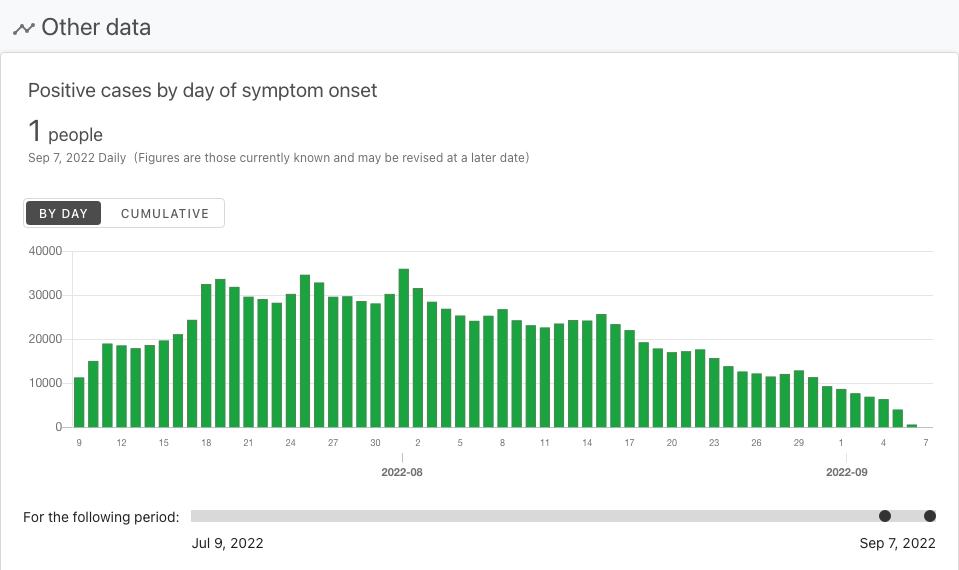 Other data
Positive cases by day of symptom onset
1 people
Sep 7, 2022 Daily (Figures are those currently known and may be revised at a later date)
BY DAY CUMULATIVE
40000
30000
20000
10000
0
9 12 15 18 21 24 27 30 2 5 8 11 14 17 20 23 26 29 1 4 7
2022-08 2022-09
For the following period:
Jul 9, 2022 Sep 7, 2022